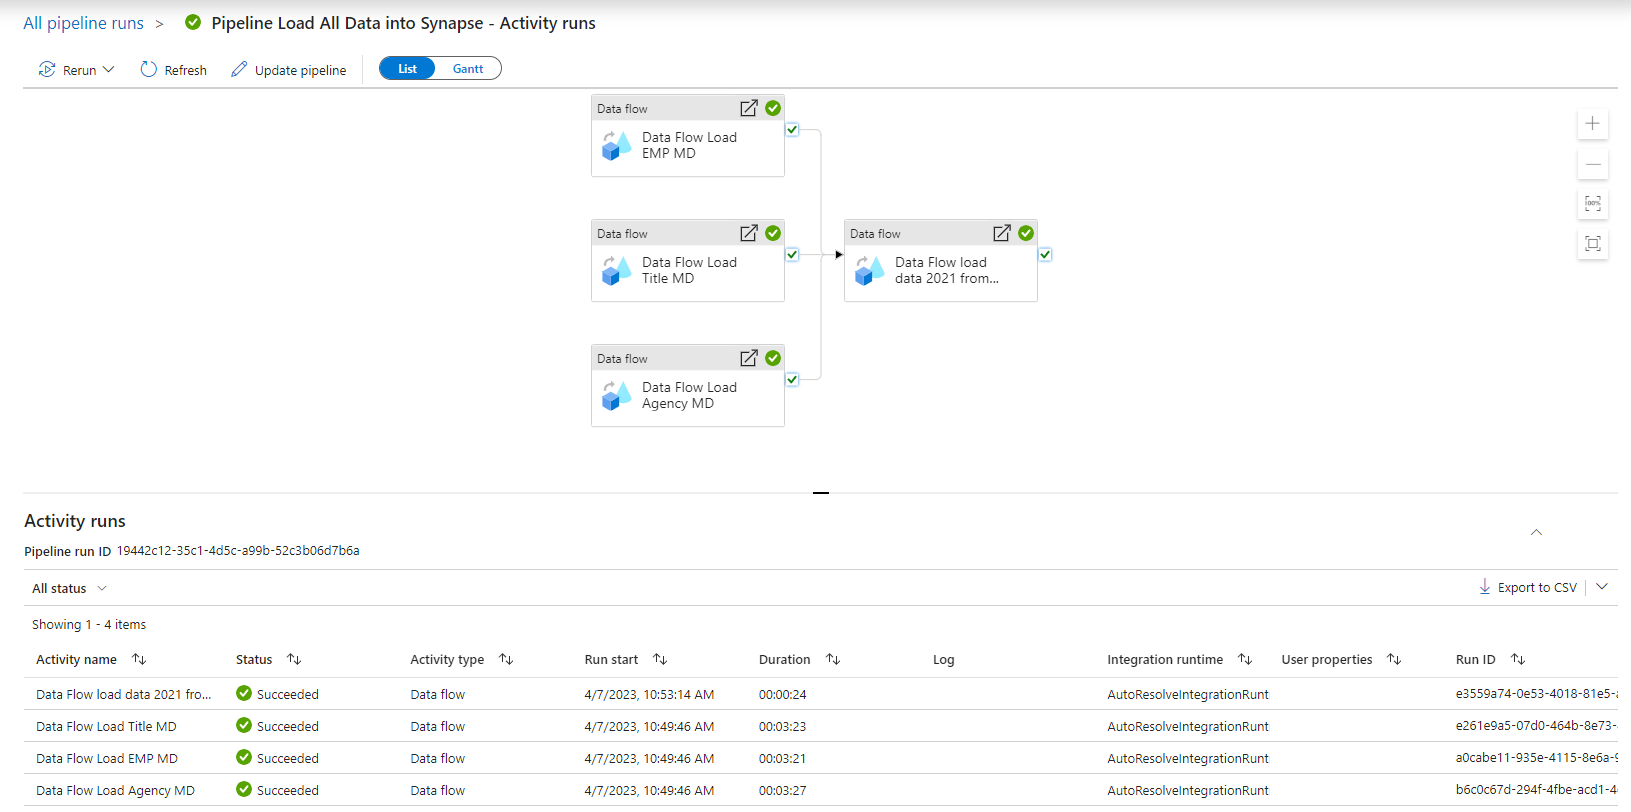 All pipeline runs > Pipeline Load All Data into Synapse - Activity runs
Rerun Refresh Update pipeline List Gantt
Data flow
Data Flow Load
EMP MD
Data flow
Data Flow Load
Title MD
Data flow
Data Flow load
data 2021 from...
Data flow
Data Flow Load
Agency MD
100%
Activity runs
Pipeline run ID 19442c12-35c1-4d5c-a99b-52c3b06d7b6a
All status
Export to CSV
Showing 1 - 4 items
Activity name Status Activity type Run start Duration Log Integration runtime User properties Run ID
Data Flow load data 2021 fro... Succeeded Data flow 4/7/2023, 10:53:14 AM 00:00:24 AutoResolveIntegrationRunt e3559a74-0e53-4018-81e5-
Data Flow Load Title MD Succeeded Data flow 4/7/2023, 10:49:46 AM 00:03:23 AutoResolveIntegrationRunt e261e9a5-07d0-464b-8e73-
Data Flow Load EMP MD Succeeded Data flow 4/7/2023, 10:49:46 AM 00:03:21 AutoResolveIntegrationRunt a0cabe11-935e-4115-8e6a-
Data Flow Load Agency MD Succeeded Data flow 4/7/2023, 10:49:46 AM 00:03:27 AutoResolveIntegrationRunt b6c0c67d-294f-4fbe-acd1-